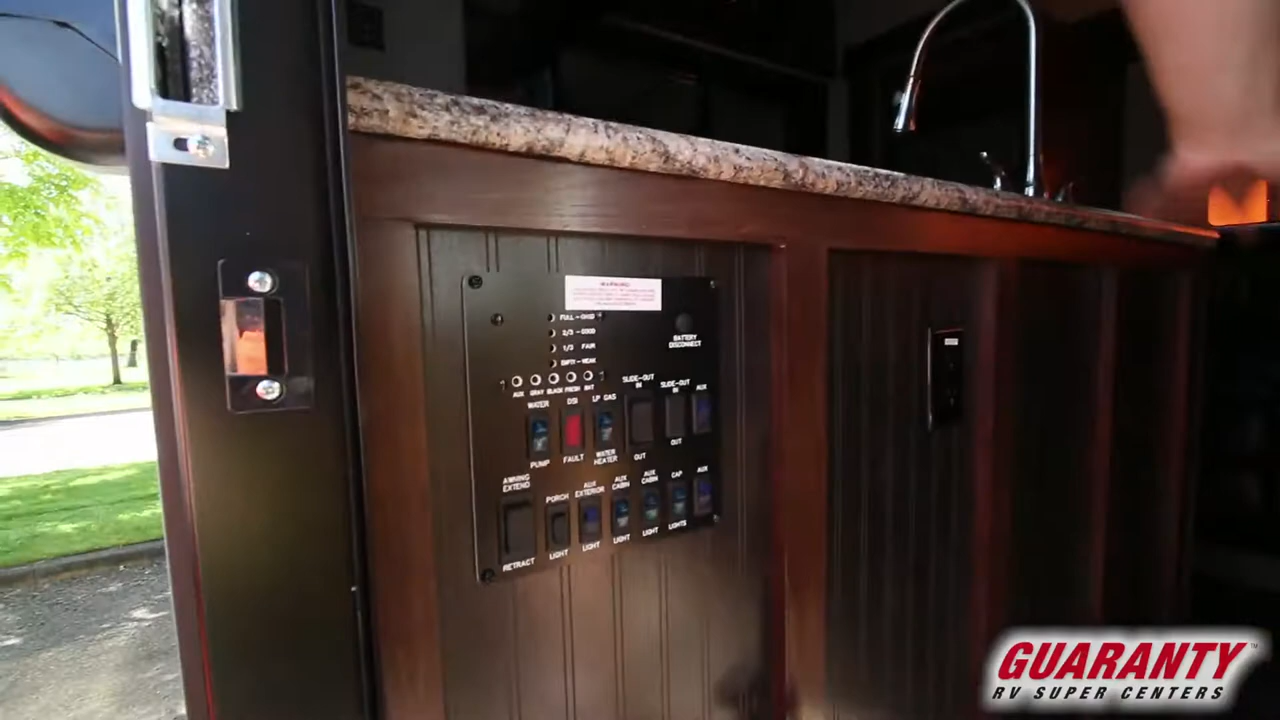 WARNING
FULL - GOOD
2/3 - GOOD
1/3 FAIR
EMPTY - WEAK
BATTERY
DISCONNECT
AUX GRAY BLACK FRESH BAT
WATER
PUMP
DSI
FAULT
LP GAS
WATER
HEATER
SLIDE-OUT
IN
OUT
SLIDE-OUT
IN
OUT
AUX
AWNING
EXTEND
RETRACT
PORCH
LIGHT
AUX
EXTERIOR
LIGHT
AUX
CABIN
LIGHT
AUX
CABIN
LIGHT
CAP
LIGHTS
AUX
GUARANTY™
RV SUPER CENTERS